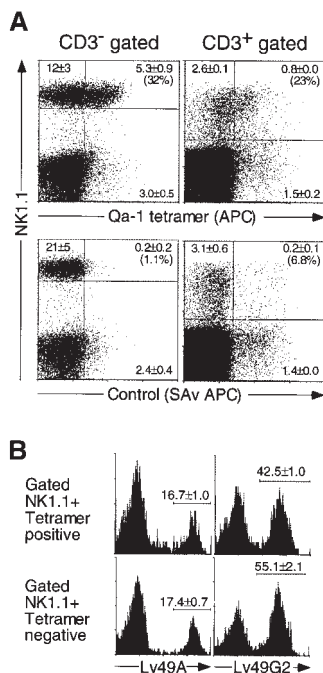 A
CD3- gated CD3+ gated
12±3 5.3±0.9 (32%) 2.6±0.1 0.8±0.0 (23%)
3.0±0.5 1.5±0.2
NK1.1
Qa-1 tetramer (APC)
21±5 0.2±0.2 (1.1%) 3.1±0.6 0.2±0.1 (6.8%)
2.4±0.4 1.4±0.0
Control (SAv APC)
B
Gated NK1.1+ Tetramer positive
16.7±1.0 42.5±1.0
Gated NK1.1+ Tetramer negative
17.4±0.7 55.1±2.1
Lv49A Lv49G2